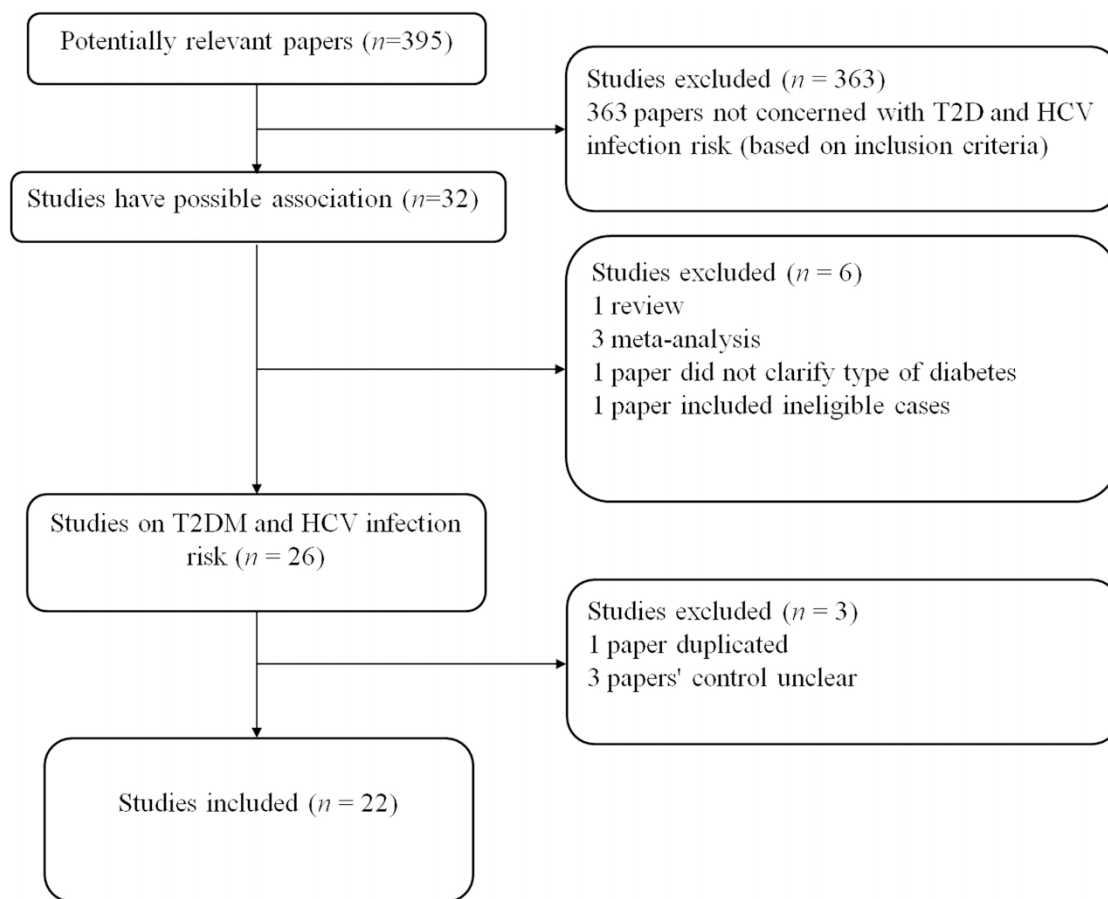 Potentially relevant papers (n=395)
Studies excluded (n = 363)
363 papers not concerned with T2D and HCV
infection risk (based on inclusion criteria)
Studies have possible association (n=32)
Studies excluded (n = 6)
1 review
3 meta-analysis
1 paper did not clarify type of diabetes
1 paper included ineligible cases
Studies on T2DM and HCV infection
risk (n = 26)
Studies excluded (n = 3)
1 paper duplicated
3 papers' control unclear
Studies included (n = 22)